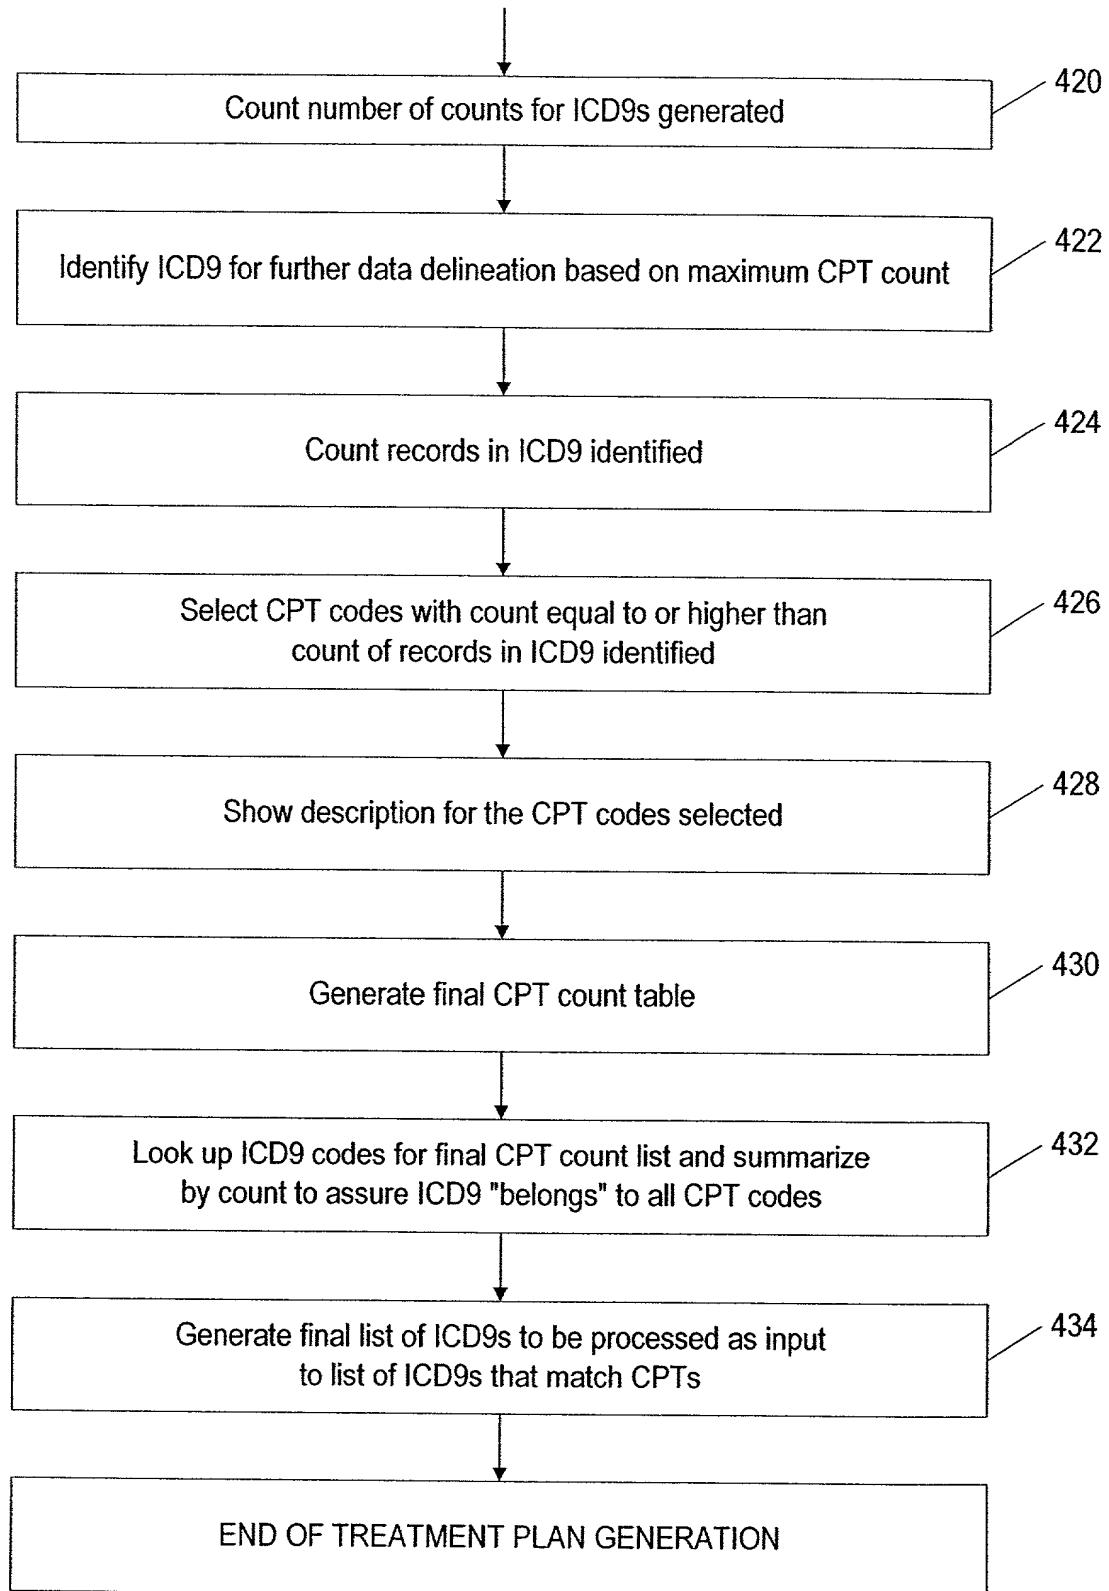 420
Count number of counts for ICD9s generated
422
Identify ICD9 for further data delineation based on maximum CPT count
424
Count records in ICD9 identified
426
Select CPT codes with count equal to or higher than
count of records in ICD9 identified
428
Show description for the CPT codes selected
430
Generate final CPT count table
432
Look up ICD9 codes for final CPT count list and summarize
by count to assure ICD9 "belongs" to all CPT codes
434
Generate final list of ICD9s to be processed as input
to list of ICD9s that match CPTs
END OF TREATMENT PLAN GENERATION